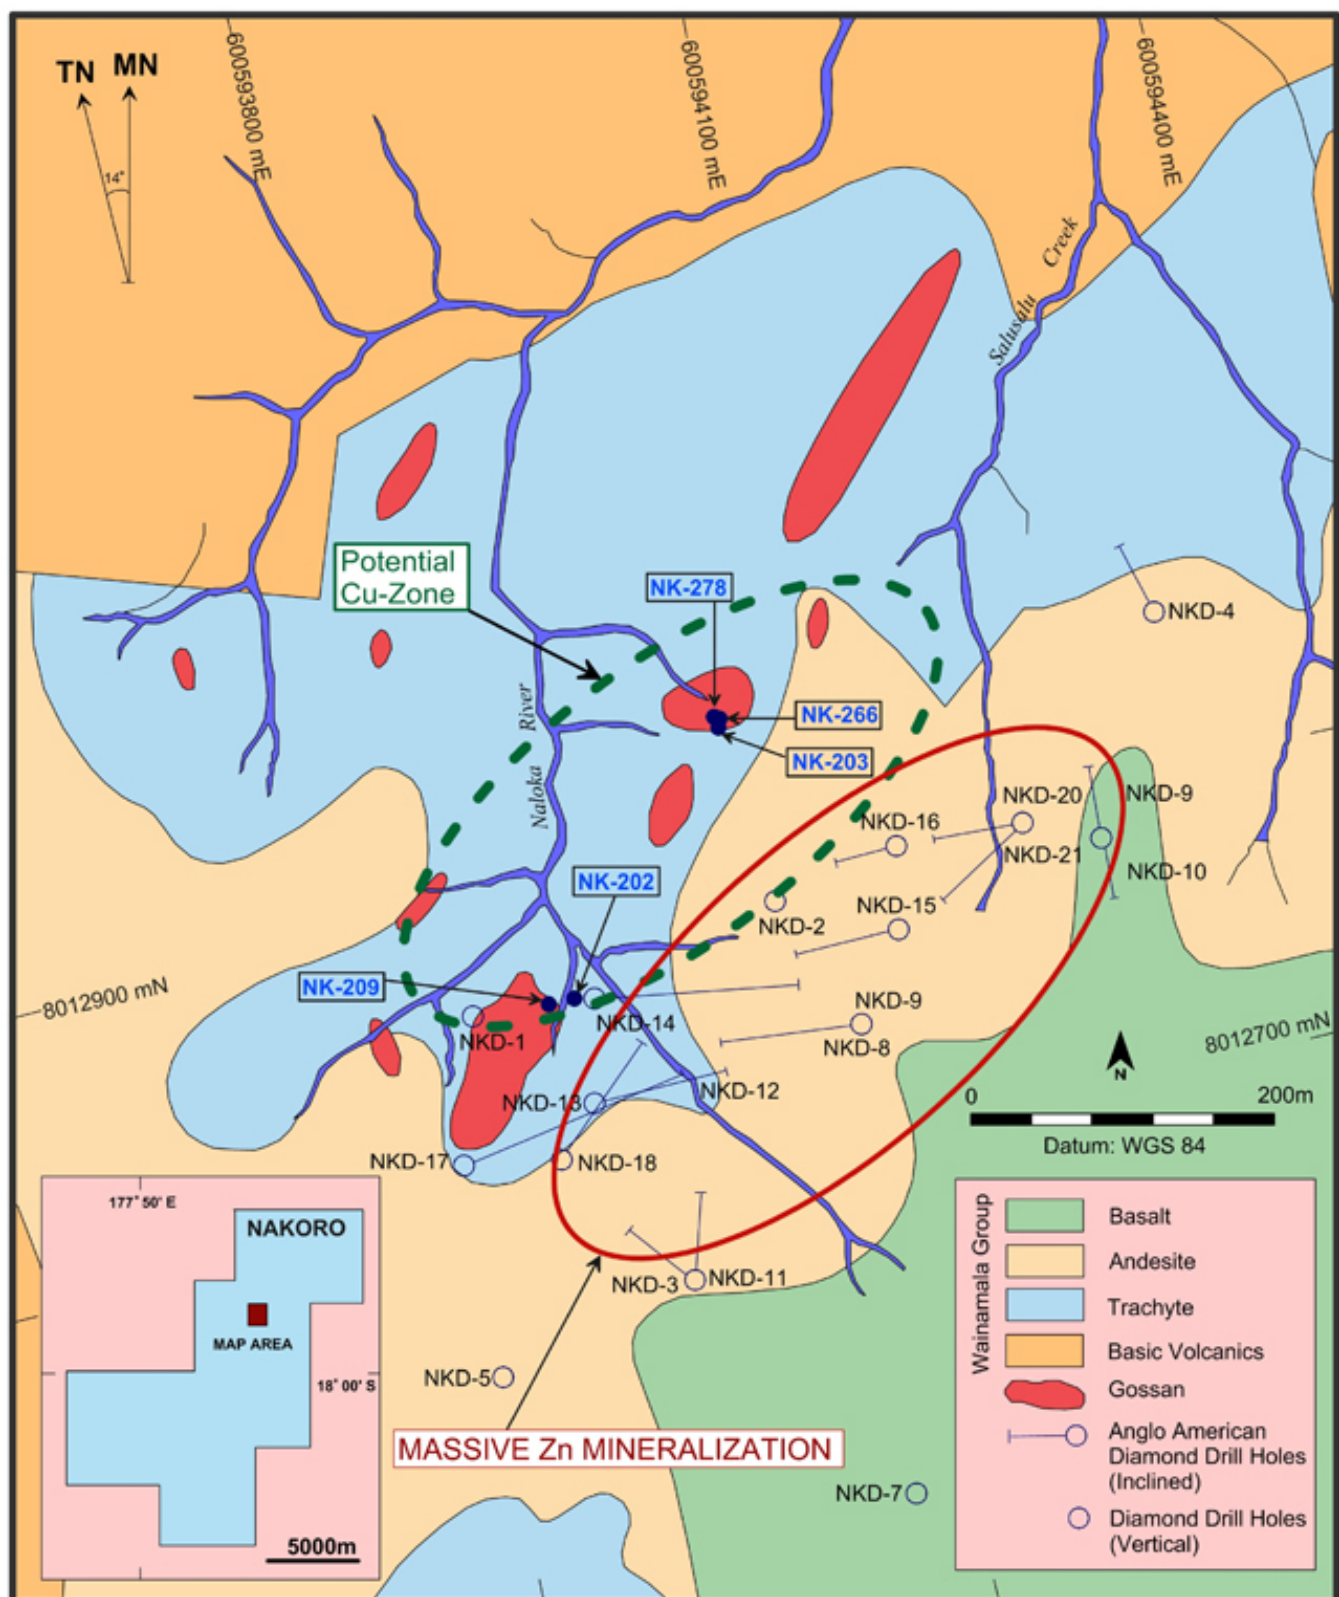 TN MN
14°
600593800 mE
600594100 mE
600594400 mE
Salusalu Creek
Potential
Cu-Zone
NK-278
NKD-4
NK-266
NK-203
Naloka River
NKD-20
NKD-9
NKD-16
NKD-21
NKD-10
NK-202
NKD-2
NKD-15
NK-209
8012900 mN
NKD-1
NKD-14
NKD-9
NKD-8
8012700 mN
N
NKD-13
NKD-12
0 200m
Datum: WGS 84
NKD-17
NKD-18
NKD-3
NKD-11
NKD-5
MASSIVE Zn MINERALIZATION
NKD-7
177° 50' E
NAKORO
MAP AREA
18° 00' S
5000m
Wainamala Group
Basalt
Andesite
Trachyte
Basic Volcanics
Gossan
Anglo American
Diamond Drill Holes
(Inclined)
Diamond Drill Holes
(Vertical)